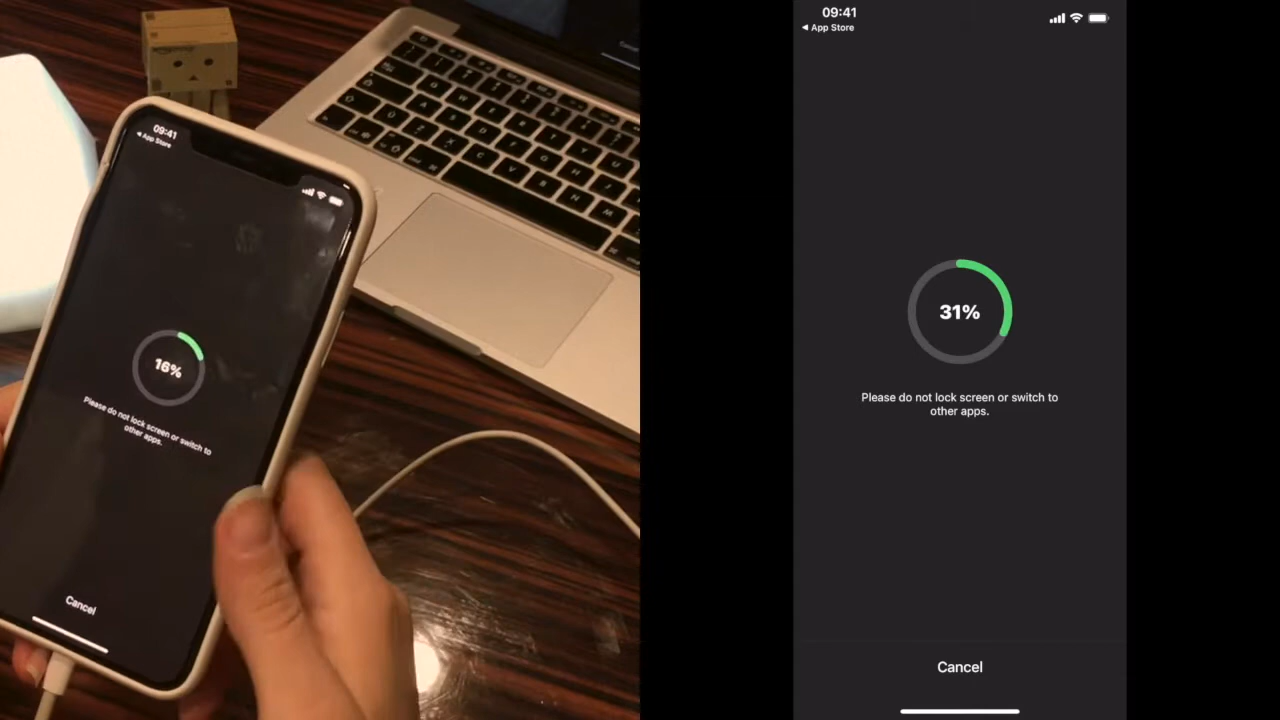 09:41
App Store
16%
Please do not lock screen or switch to
other apps.
Cancel
09:41
App Store
31%
Please do not lock screen or switch to
other apps.
Cancel